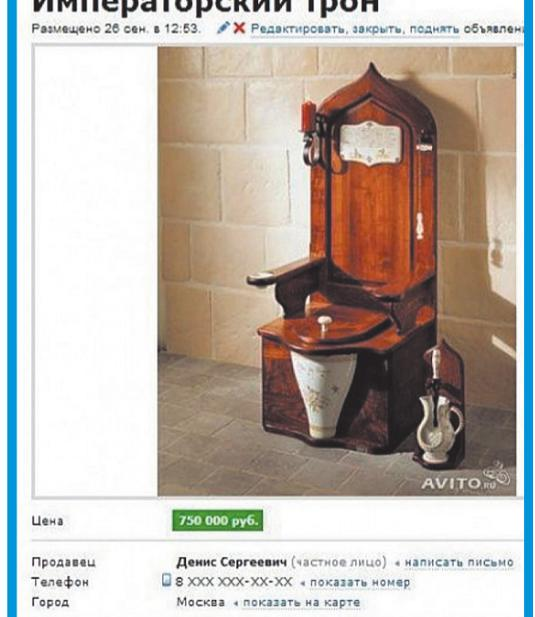 Императорский трон
Размещено 26 сен. в 12:53. Редактировать, закрыть, поднять объявлен
AVITO.ru
Цена 750 000 руб.
Продавец Денис Сергеевич (частное лицо) « написать письмо
Телефон 8 XXX XXX-XX-XX « показать номер
Город Москва « показать на карте